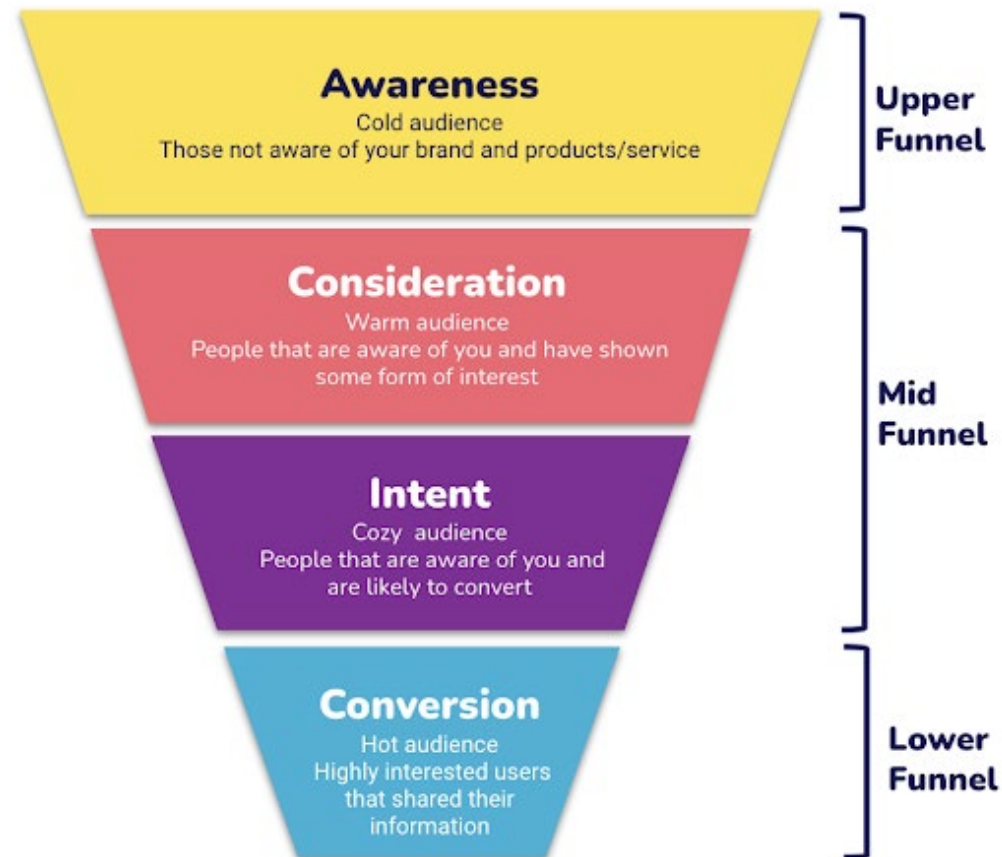 Awareness
Cold audience
Those not aware of your brand and products/service
Upper
Funnel
Consideration
Warm audience
People that are aware of you and have shown
some form of interest
Mid
Funnel
Intent
Cozy audience
People that are aware of you and
are likely to convert
Conversion
Hot audience
Highly interested users
that shared their
information
Lower
Funnel